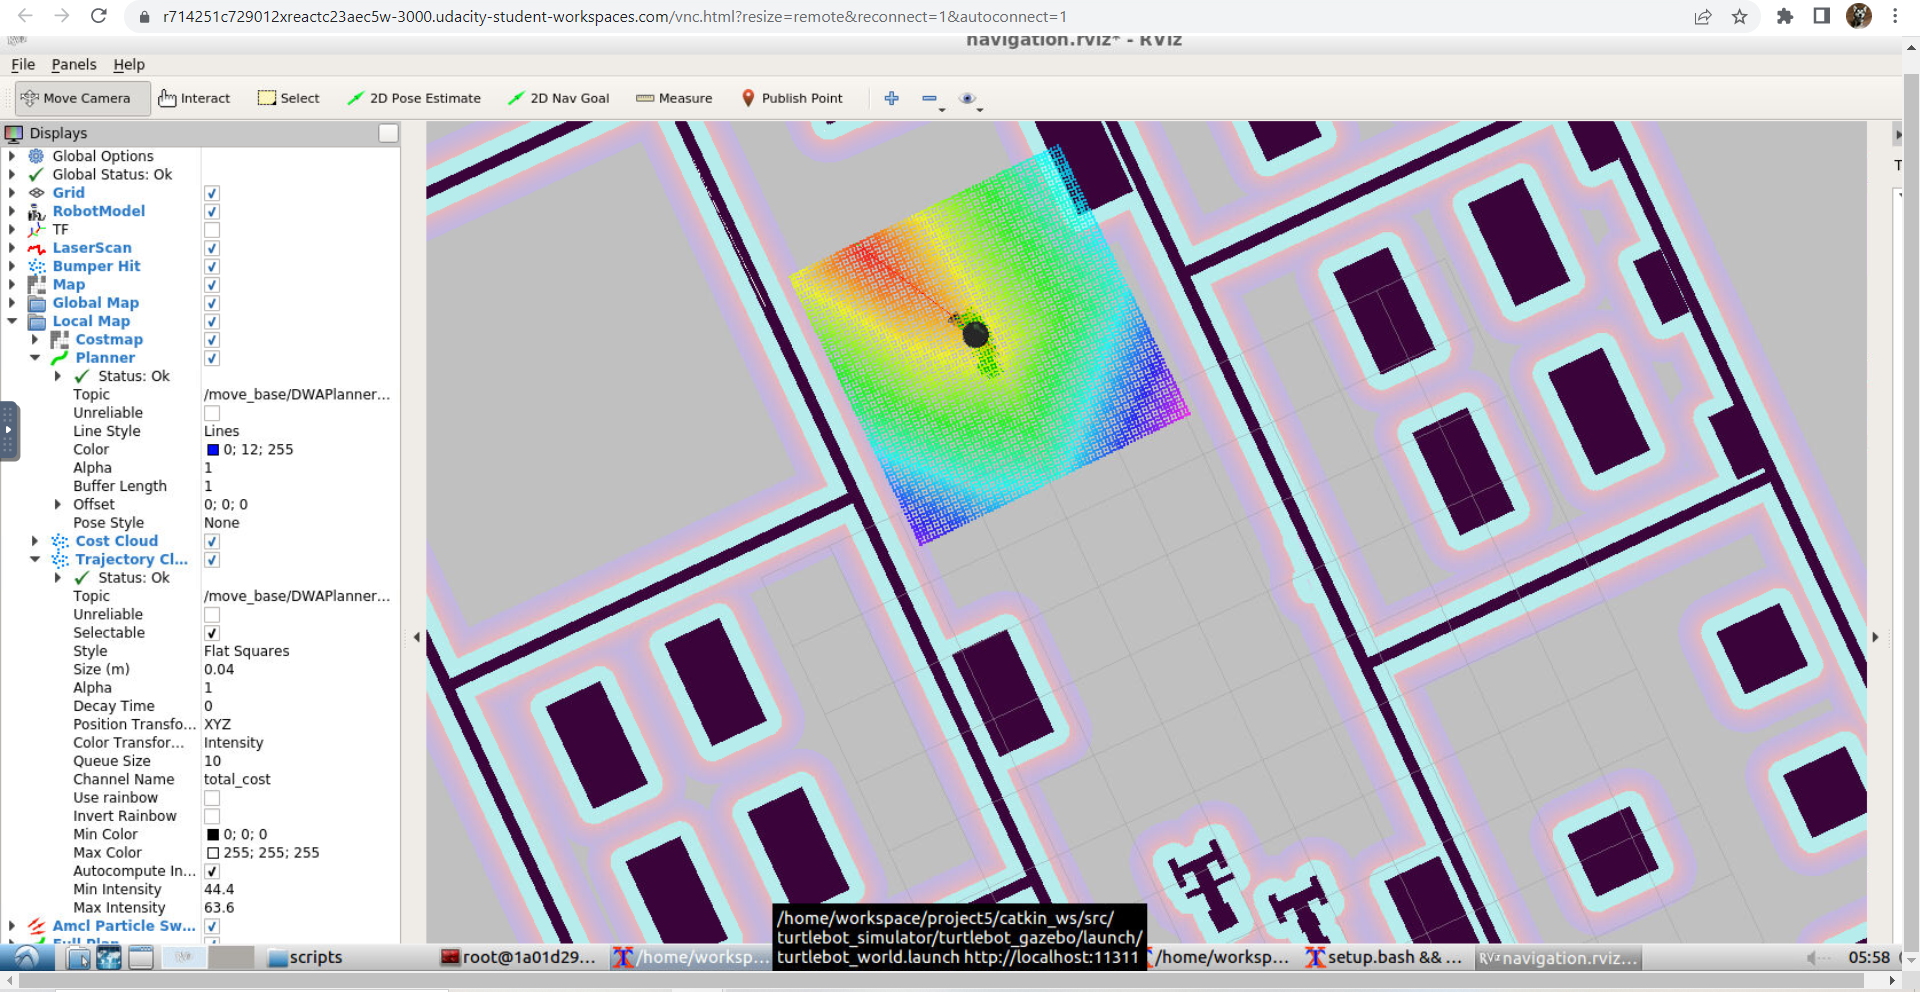 r714251c729012xreactc23aec5w-3000.udacity-student-workspaces.com/vnc.html?resize=remote&reconnect=1&autoconnect=1
navigation.rviz* - RViz
File Panels Help
Move Camera Interact Select 2D Pose Estimate 2D Nav Goal Measure Publish Point
Displays
Global Options
Global Status: Ok
Grid
RobotModel
TF
LaserScan
Bumper Hit
Map
Global Map
Local Map
Costmap
Planner
Status: Ok
Topic /move_base/DWAPlanner...
Unreliable
Line Style Lines
Color 0; 12; 255
Alpha 1
Buffer Length 1
Offset 0; 0; 0
Pose Style None
Cost Cloud
Trajectory Cl...
Status: Ok
Topic /move_base/DWAPlanner...
Unreliable
Selectable
Style Flat Squares
Size (m) 0.04
Alpha 1
Decay Time 0
Position Transfo... XYZ
Color Transfor... Intensity
Queue Size 10
Channel Name total_cost
Use rainbow
Invert Rainbow
Min Color 0; 0; 0
Max Color 255; 255; 255
Autocompute In...
Min Intensity 44.4
Max Intensity 63.6
Amcl Particle Sw...
Full Plan
/home/workspace/project5/catkin_ws/src/
turtlebot_simulator/turtlebot_gazebo/launch/
turtlebot_world.launch http://localhost:11311
scripts root@1a01d29... /home/worksp... /home/worksp... setup.bash && ... RViz navigation.rviz... 05:58